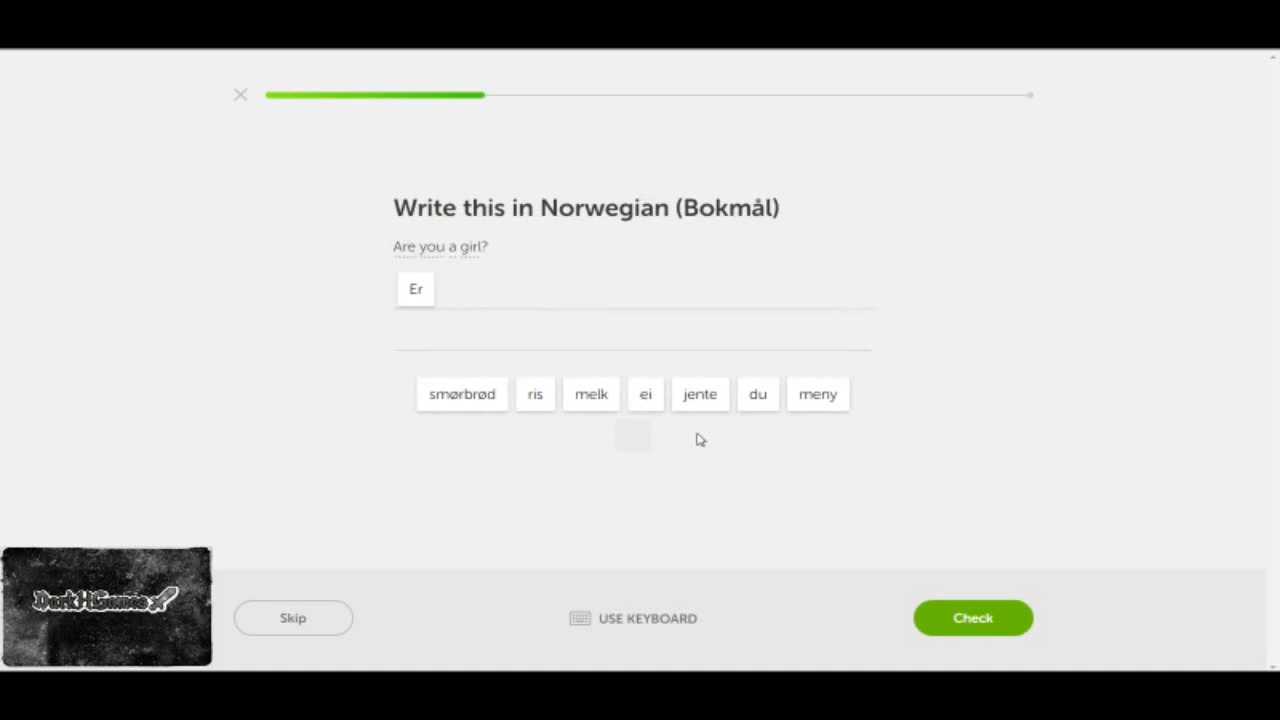 Write this in Norwegian (Bokmål)
Are you a girl?
Er
smørbrød ris melk ei jente du meny
DarkHGames
Skip USE KEYBOARD Check